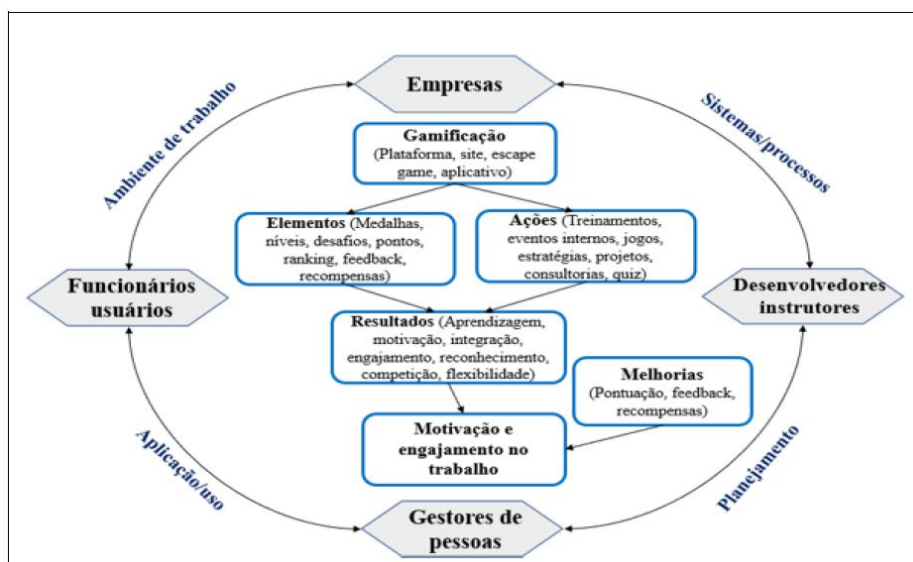 Empresas
Ambiente de trabalho
Sistemas/processos
Gamificação
(Plataforma, site, escape
game, aplicativo)
Elementos (Medalhas,
níveis, desafios, pontos,
ranking, feedback,
recompensas)
Ações (Treinamentos,
eventos internos, jogos,
estratégias, projetos,
consultorias, quiz)
Funcionários
usuários
Desenvolvedores
instrutores
Resultados (Aprendizagem,
motivação, integração,
engajamento, reconhecimento,
competição, flexibilidade)
Melhorias
(Pontuação, feedback,
recompensas)
Motivação e
engajamento no
trabalho
Aplicação/uso
Planejamento
Gestores de
pessoas